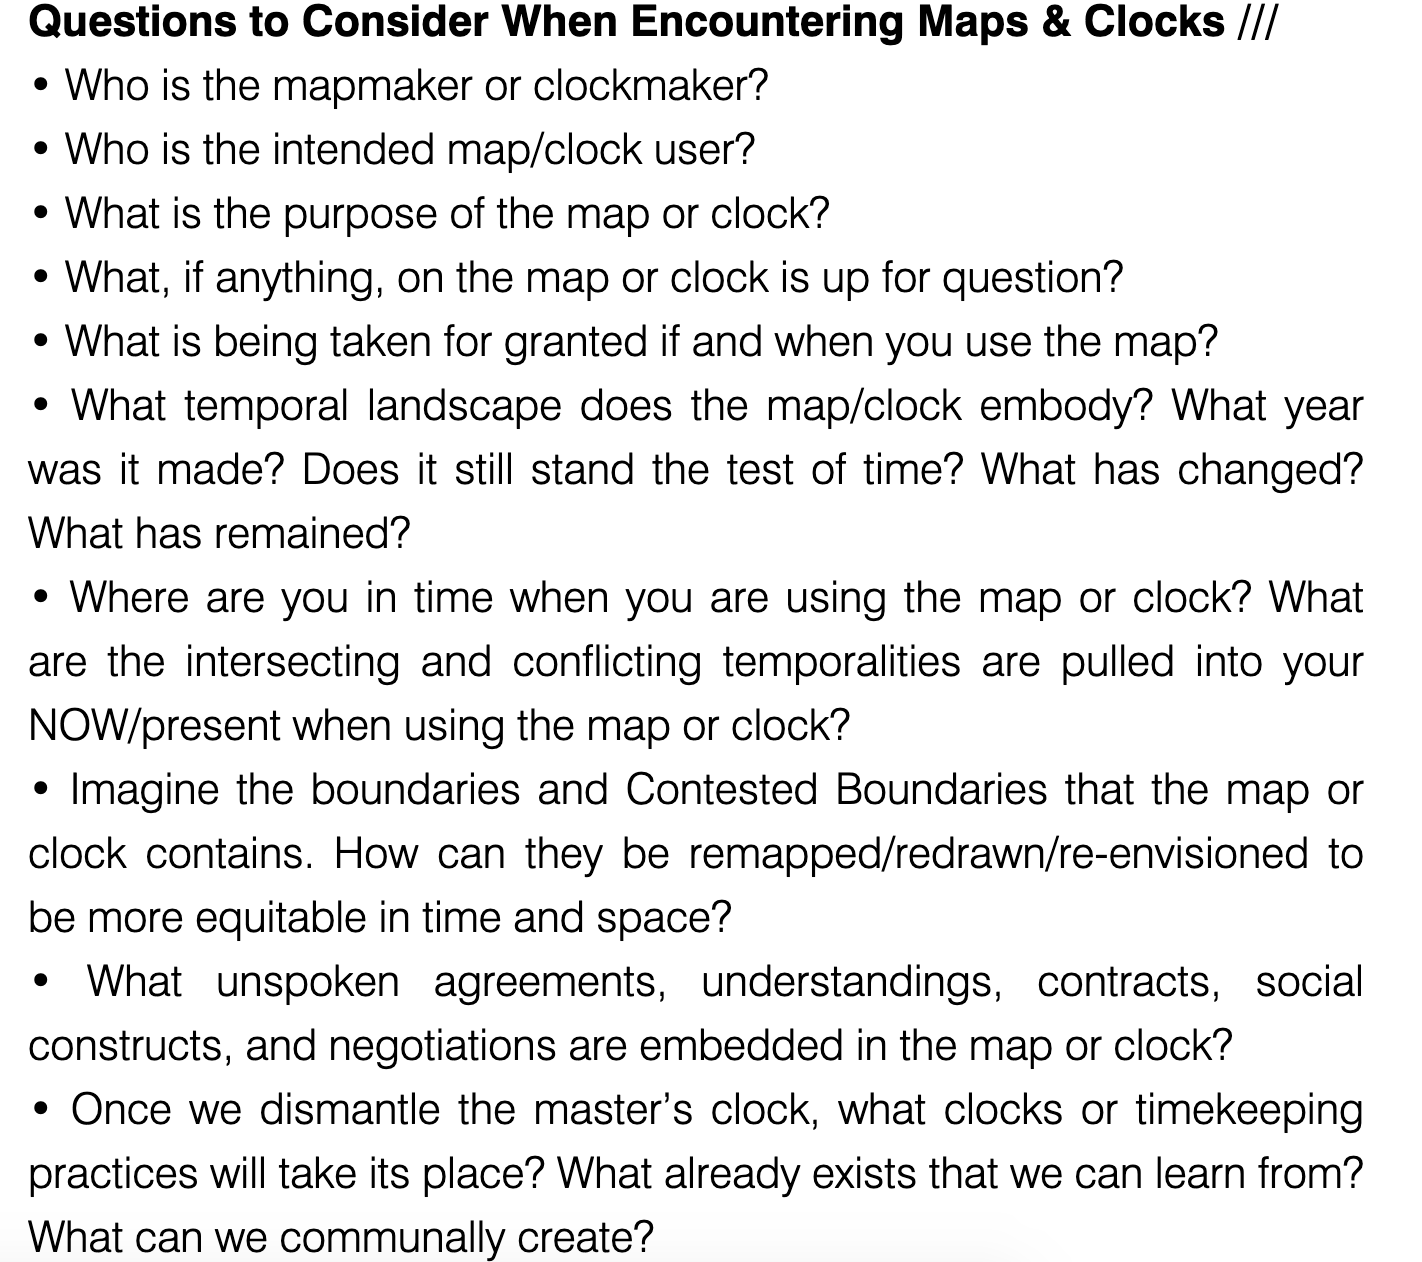 Questions to Consider When Encountering Maps & Clocks ///
• Who is the mapmaker or clockmaker?
• Who is the intended map/clock user?
• What is the purpose of the map or clock?
• What, if anything, on the map or clock is up for question?
• What is being taken for granted if and when you use the map?
• What temporal landscape does the map/clock embody? What year
was it made? Does it still stand the test of time? What has changed?
What has remained?
• Where are you in time when you are using the map or clock? What
are the intersecting and conflicting temporalities are pulled into your
NOW/present when using the map or clock?
• Imagine the boundaries and Contested Boundaries that the map or
clock contains. How can they be remapped/redrawn/re-envisioned to
be more equitable in time and space?
• What unspoken agreements, understandings, contracts, social
constructs, and negotiations are embedded in the map or clock?
• Once we dismantle the master’s clock, what clocks or timekeeping
practices will take its place? What already exists that we can learn from?
What can we communally create?